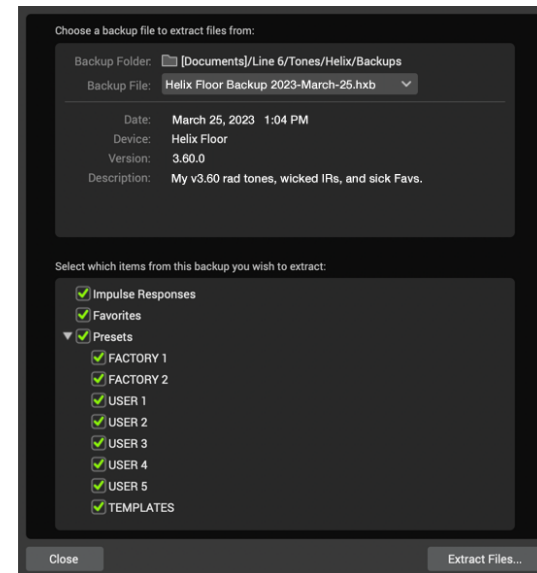 Choose a backup file to extract files from:
Backup Folder: [Documents]/Line 6/Tones/Helix/Backups
Backup File: Helix Floor Backup 2023-March-25.hxb
Date: March 25, 2023 1:04 PM
Device: Helix Floor
Version: 3.60.0
Description: My v3.60 rad tones, wicked IRs, and sick Favs.
Select which items from this backup you wish to extract:
Impulse Responses
Favorites
Presets
FACTORY 1
FACTORY 2
USER 1
USER 2
USER 3
USER 4
USER 5
TEMPLATES
Close Extract Files...